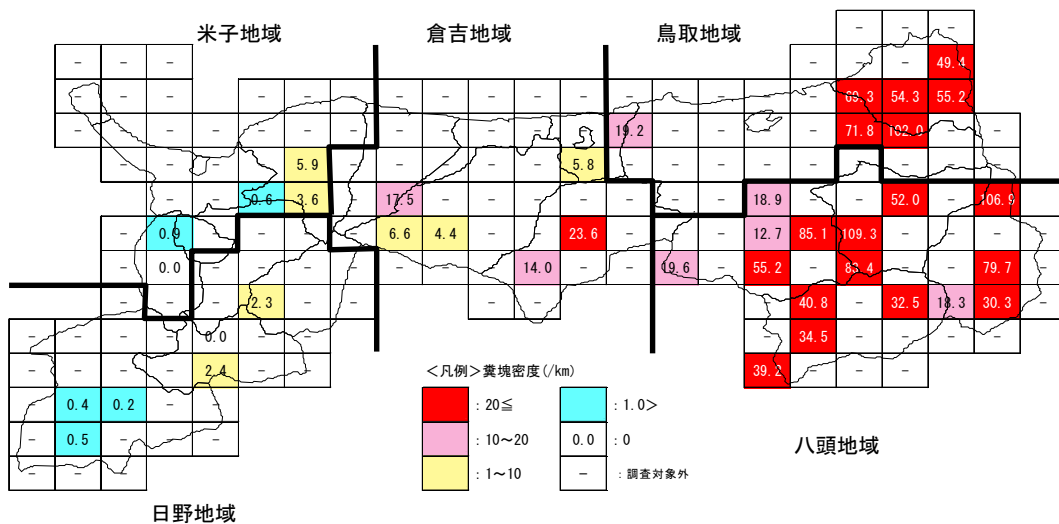 米子地域 倉吉地域 鳥取地域
－ －
－ － － － － － 49.4
－ － － － － － － － － － － － － － － － 69.3 54.3 55.2
－ － － － － － － － － － － 19.2 － － － － 71.8 102.0 － －
－ － － － 5.9 － － － － － 5.8 － － － － － － － － －
－ － － 0.6 3.6 － 17.5 － － － － － － － 18.9 － － 52.0 － 106.9
－ 0.9 － － － － 6.6 4.4 － － 23.6 － － － 12.7 85.1 109.3 － － －
－ 0.0 － － － － － － － 14.0 － － 19.6 － 55.2 － 83.4 － － 79.7 －
－ － － 2.3 － － － － － 40.8 － 32.5 18.3 30.3 －
－ － － － 0.0 － － － 34.5 － － － －
－ － － － 2.4 － － 39.2 － － －
－ 0.4 0.2 － －
－ 0.5 － － －
－ － －
＜凡例＞糞塊密度(/km)
：20≦ ：1.0＞
：10～20 0.0 ：0
：1～10 － ：調査対象外
八頭地域
日野地域